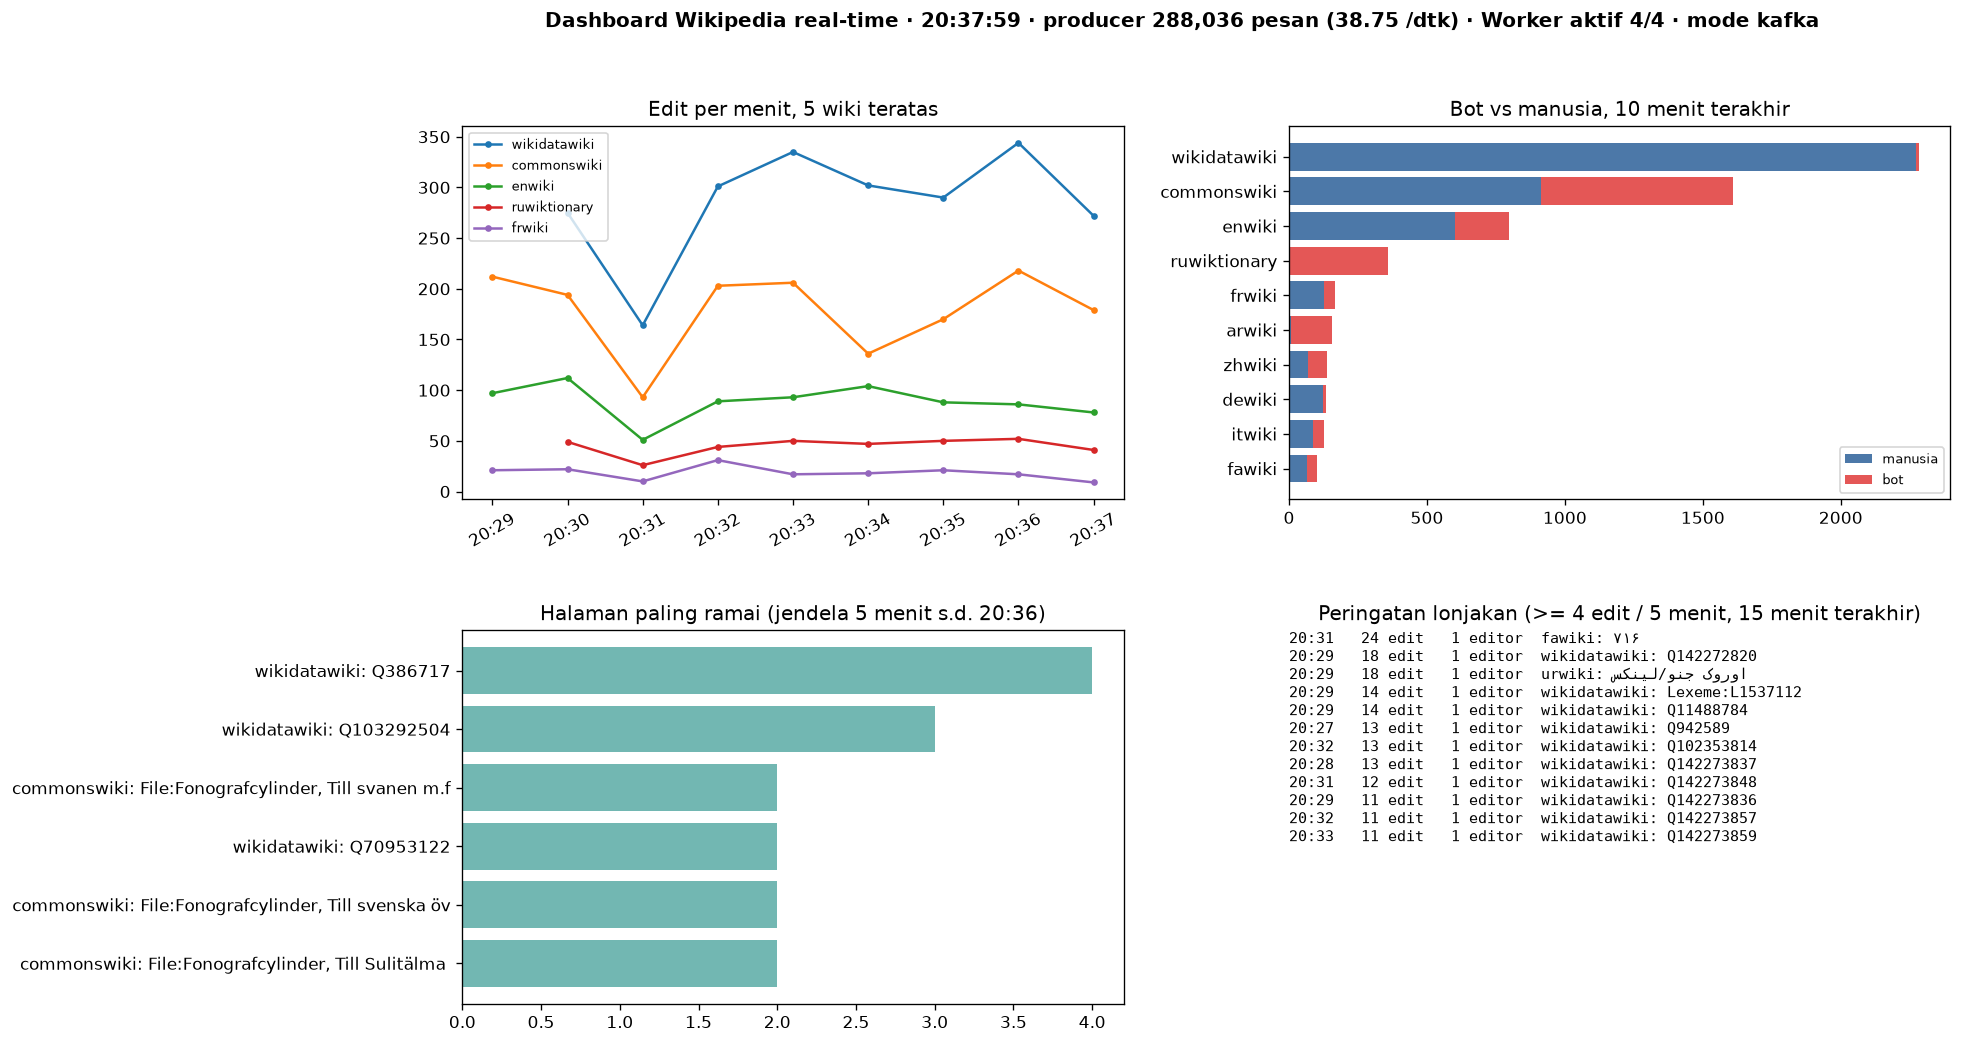 Dashboard Wikipedia real-time · 20:37:59 · producer 288,036 pesan (38.75 /dtk) · Worker aktif 4/4 · mode kafka
Edit per menit, 5 wiki teratas
350
300
250
200
150
100
50
0
wikidatawiki
commonswiki
enwiki
ruwiktionary
frwiki
20:29 20:30 20:31 20:32 20:33 20:34 20:35 20:36 20:37
Bot vs manusia, 10 menit terakhir
wikidatawiki
commonswiki
enwiki
ruwiktionary
frwiki
arwiki
zhwiki
dewiki
itwiki
fawiki
manusia
bot
0 500 1000 1500 2000
Halaman paling ramai (jendela 5 menit s.d. 20:36)
wikidatawiki: Q386717
wikidatawiki: Q103292504
commonswiki: File:Fonografcylinder, Till svanen m.f
wikidatawiki: Q70953122
commonswiki: File:Fonografcylinder, Till svenska öv
commonswiki: File:Fonografcylinder, Till Sulitälma
0.0 0.5 1.0 1.5 2.0 2.5 3.0 3.5 4.0
Peringatan lonjakan (>= 4 edit / 5 menit, 15 menit terakhir)
20:31 24 edit 1 editor fawiki: ۷۱۶
20:29 18 edit 1 editor wikidatawiki: Q142272820
20:29 18 edit 1 editor urwiki: اوروک جنو/لینکس
20:29 14 edit 1 editor wikidatawiki: Lexeme:L1537112
20:29 14 edit 1 editor wikidatawiki: Q11488784
20:27 13 edit 1 editor wikidatawiki: Q942589
20:32 13 edit 1 editor wikidatawiki: Q102353814
20:28 13 edit 1 editor wikidatawiki: Q142273837
20:31 12 edit 1 editor wikidatawiki: Q142273848
20:29 11 edit 1 editor wikidatawiki: Q142273836
20:32 11 edit 1 editor wikidatawiki: Q142273857
20:33 11 edit 1 editor wikidatawiki: Q142273859